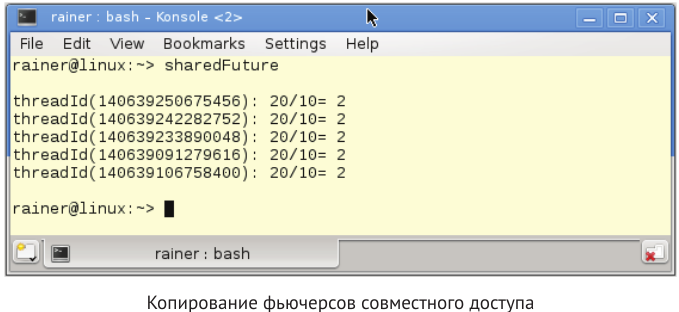 rainer : bash – Konsole <2>
File Edit View Bookmarks Settings Help
rainer@linux:~> sharedFuture
threadId(140639250675456): 20/10= 2
threadId(140639242282752): 20/10= 2
threadId(140639233890048): 20/10= 2
threadId(140639091279616): 20/10= 2
threadId(140639106758400): 20/10= 2
rainer@linux:~>
rainer : bash
Копирование фьючерсов совместного доступа